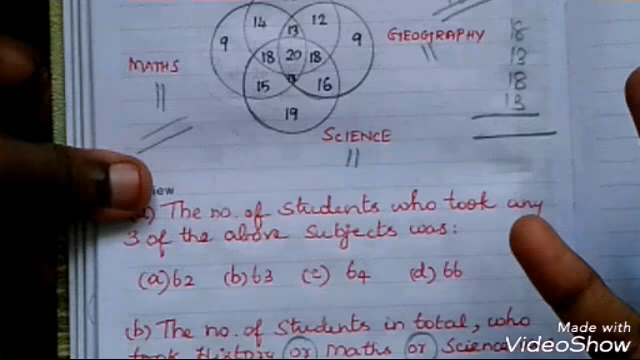 14 12
13
9 9
18 20 18
15 16
19
GEOGRAPHY
MATHS
SCIENCE
18
13
18
13
iew
a) The no. of students who took any
3 of the above subjects was:
(a) 62 (b) 63 (c) 64 (d) 66
(b) The no. of students in total, who
took History (or) Maths (or) Science
Made with
VideoShow